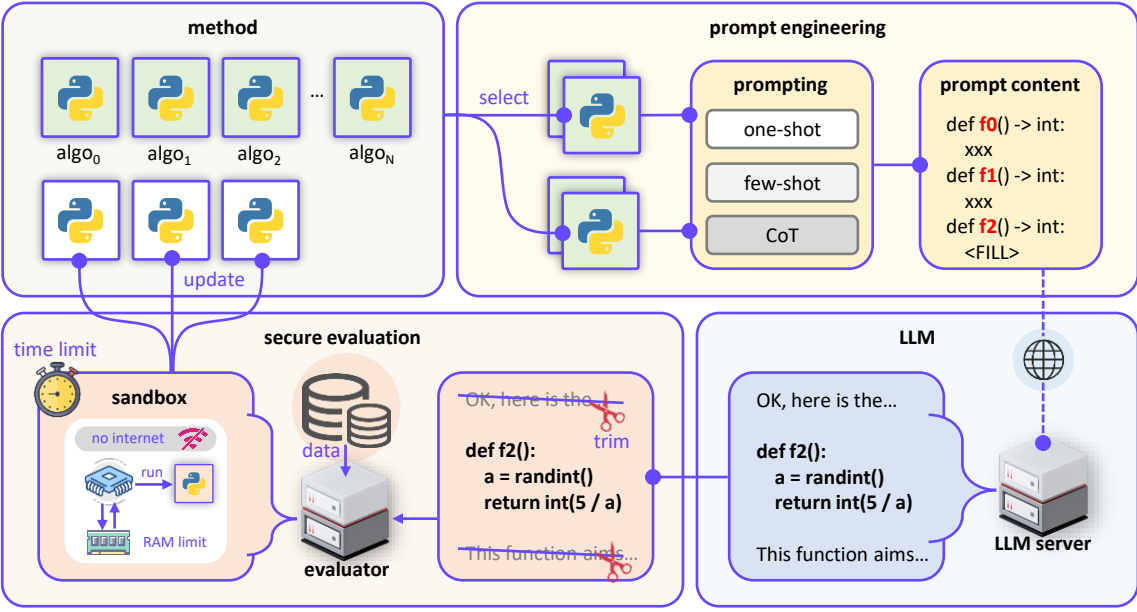 method
algo0
algo1
algo2
...
algoN
update
prompt engineering
select
prompting
one-shot
few-shot
CoT
prompt content
def f0() -> int:
xxx
def f1() -> int:
xxx
def f2() -> int:
<FILL>
secure evaluation
time limit
sandbox
no internet
run
RAM limit
data
evaluator
OK, here is the...
trim
def f2():
a = randint()
return int(5 / a)
This function aims...
LLM
OK, here is the...
def f2():
a = randint()
return int(5 / a)
This function aims...
LLM server